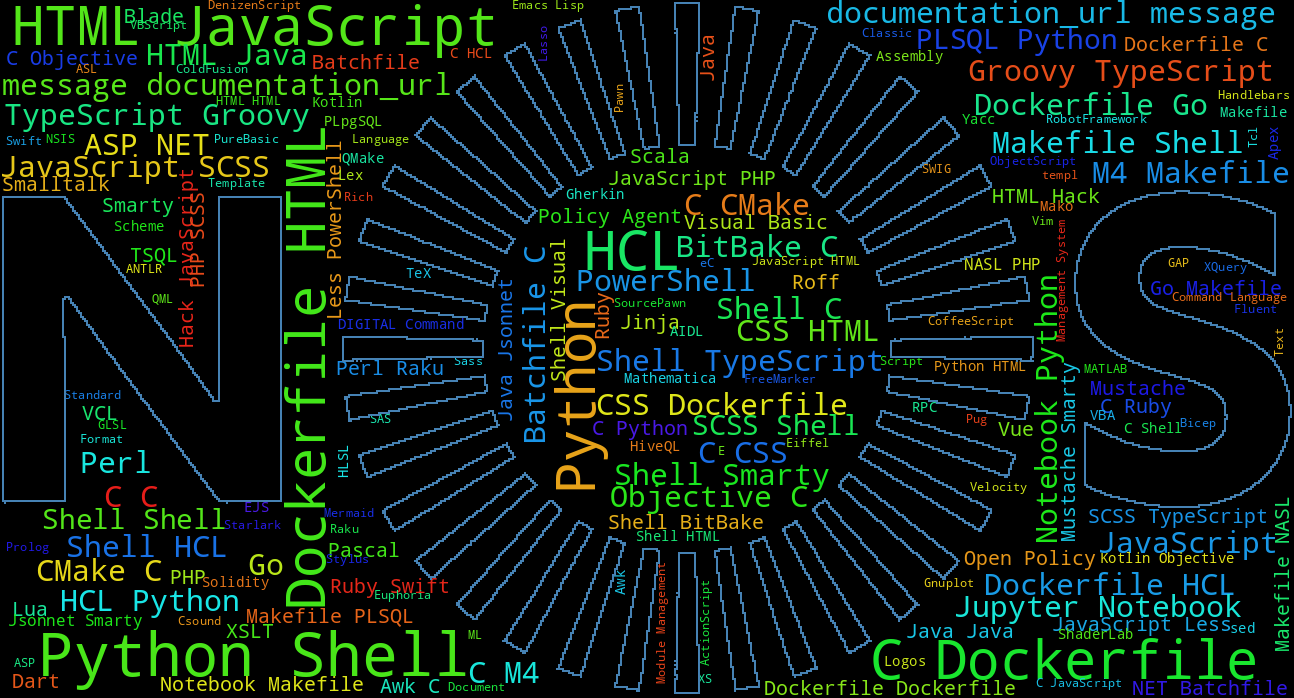 HTML JavaScript
Blade
VBScript
DenizenScript
Emacs Lisp
Lasso
Java
documentation_url message
Classic
PLSQL Python
Dockerfile C
Assembly
C Objective
HTML Java
Batchfile
C HCL
ASL
ColdFusion
Groovy TypeScript
message documentation_url
Pawn
Handlebars
HTML HTML
Kotlin
Dockerfile Go
Makefile
TypeScript Groovy
PLpgSQL
Yacc
RobotFramework
Swift
NSIS
ASP NET
PureBasic
Language
Makefile Shell
Tcl
Apex
JavaScript SCSS
QMake
Scala
ObjectScript
Smalltalk
Template
Lex
JavaScript PHP
SWIG
templ
M4 Makefile
Rich
Gherkin
HTML Hack
Smarty
C CMake
Mako
Scheme
Policy Agent
Visual Basic
Vim
Hack JavaScript
PHP SCSS
Dockerfile HTML
Less PowerShell
TSQL
HCL
BitBake C
ANTLR
eC
JavaScript HTML
NASL PHP
GAP
XQuery
TeX
PowerShell
Roff
Management System
QML
SourcePawn
Shell C
Go Makefile
Command Language
Fluent
DIGITAL Command
Jinja
AIDL
CSS HTML
CoffeeScript
Text
Java Jsonnet
Batchfile C
Shell Visual
Python
Ruby
Perl Raku
Sass
Shell TypeScript
Script
Python HTML
MATLAB
Mathematica
FreeMarker
Notebook Python
Mustache Smarty
Mustache
Standard
CSS Dockerfile
RPC
Ruby
VCL
GLSL
SAS
C Python
SCSS Shell
Pug
Vue
VBA
C Shell
Bicep
Format
HiveQL
C CSS
E
Eiffel
Perl
HLSL
Shell Smarty
Velocity
C C
Objective C
EJS
Shell Shell
Starlark
Mermaid
Raku
Shell BitBake
Shell HTML
SCSS TypeScript
JavaScript
Makefile NASL
Prolog
Shell HCL
Pascal
Stylus
Open Policy
Kotlin Objective
CMake C
PHP
Go
Solidity
Ruby Swift
Euphoria
Awk
Module Management
ActionScript
Gnuplot
Dockerfile HCL
HCL Python
Lua
Jupyter Notebook
Jsonnet Smarty
Csound
Makefile PLSQL
XSLT
ML
Java Java
JavaScript Less
sed
ShaderLab
Python Shell
ASP
Dart
C M4
Logos
C Dockerfile
Notebook Makefile
Awk C
Document
XS
Dockerfile Dockerfile
C JavaScript
NET Batchfile